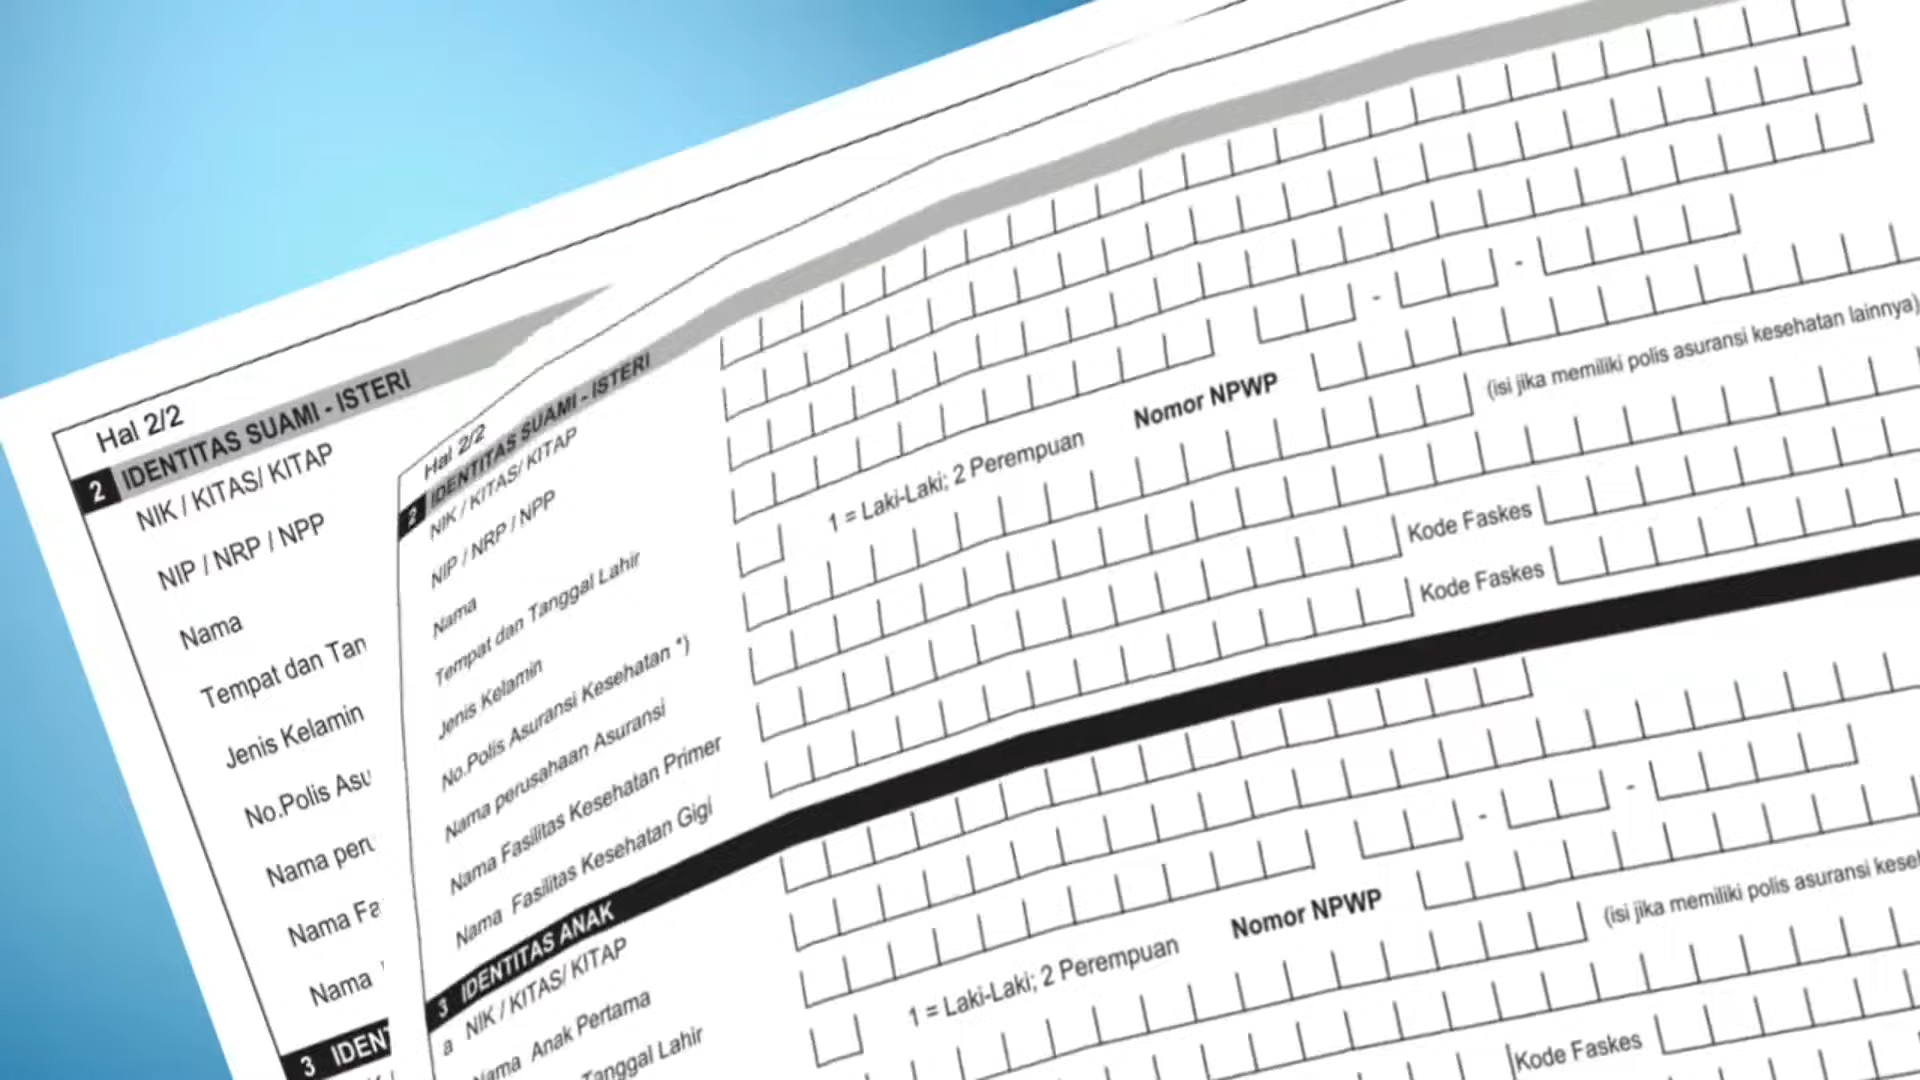 Hal 2/2
2 IDENTITAS SUAMI - ISTERI
NIK / KITAS/ KITAP
NIP / NRP / NPP
Nama
Tempat dan Tan
Jenis Kelamin
No.Polis Asu
Nama peru
Nama Fa
Nama
3 IDENT
Hal 2/2
2 IDENTITAS SUAMI - ISTERI
NIK / KITAS/ KITAP
NIP / NRP / NPP
Nama
Tempat dan Tanggal Lahir
- -
Jenis Kelamin
1 = Laki-Laki; 2 Perempuan Nomor NPWP
No.Polis Asuransi Kesehatan *)
(isi jika memiliki polis asuransi kesehatan lainnya)
Nama perusahaan Asuransi
Nama Fasilitas Kesehatan Primer
Kode Faskes
Nama Fasilitas Kesehatan Gigi
Kode Faskes
3 IDENTITAS ANAK
a NIK / KITAS/ KITAP
Nama Anak Pertama
Tanggal Lahir
- -
1 = Laki-Laki; 2 Perempuan Nomor NPWP
(isi jika memiliki polis asuransi kese
Kode Faskes